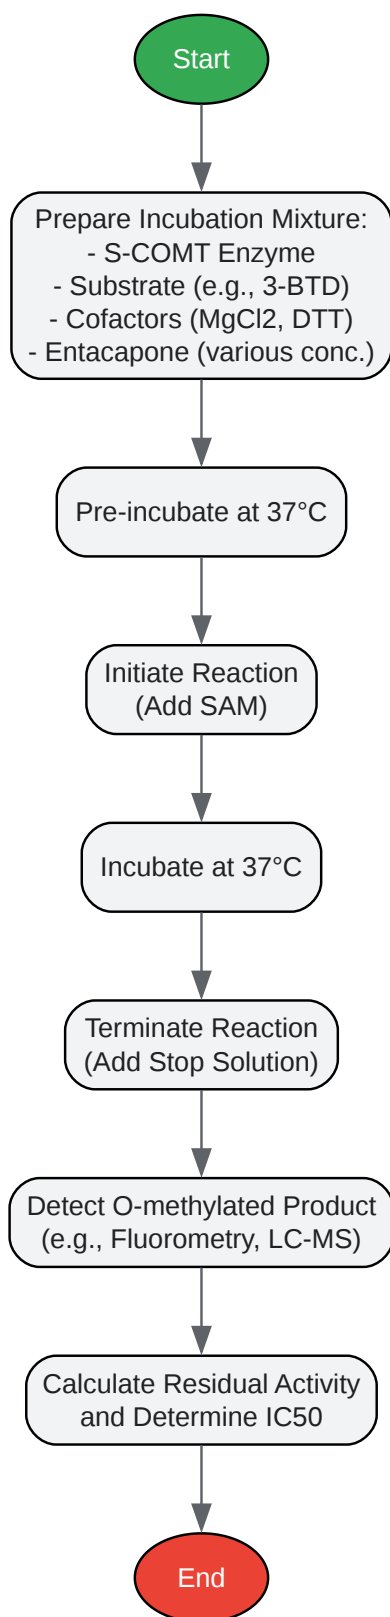 Start
Prepare Incubation Mixture:
- S-COMT Enzyme
- Substrate (e.g., 3-BTD)
- Cofactors (MgCl2, DTT)
- Entacapone (various conc.)
Pre-incubate at 37°C
Initiate Reaction
(Add SAM)
Incubate at 37°C
Terminate Reaction
(Add Stop Solution)
Detect O-methylated Product
(e.g., Fluorometry, LC-MS)
Calculate Residual Activity
and Determine IC50
End